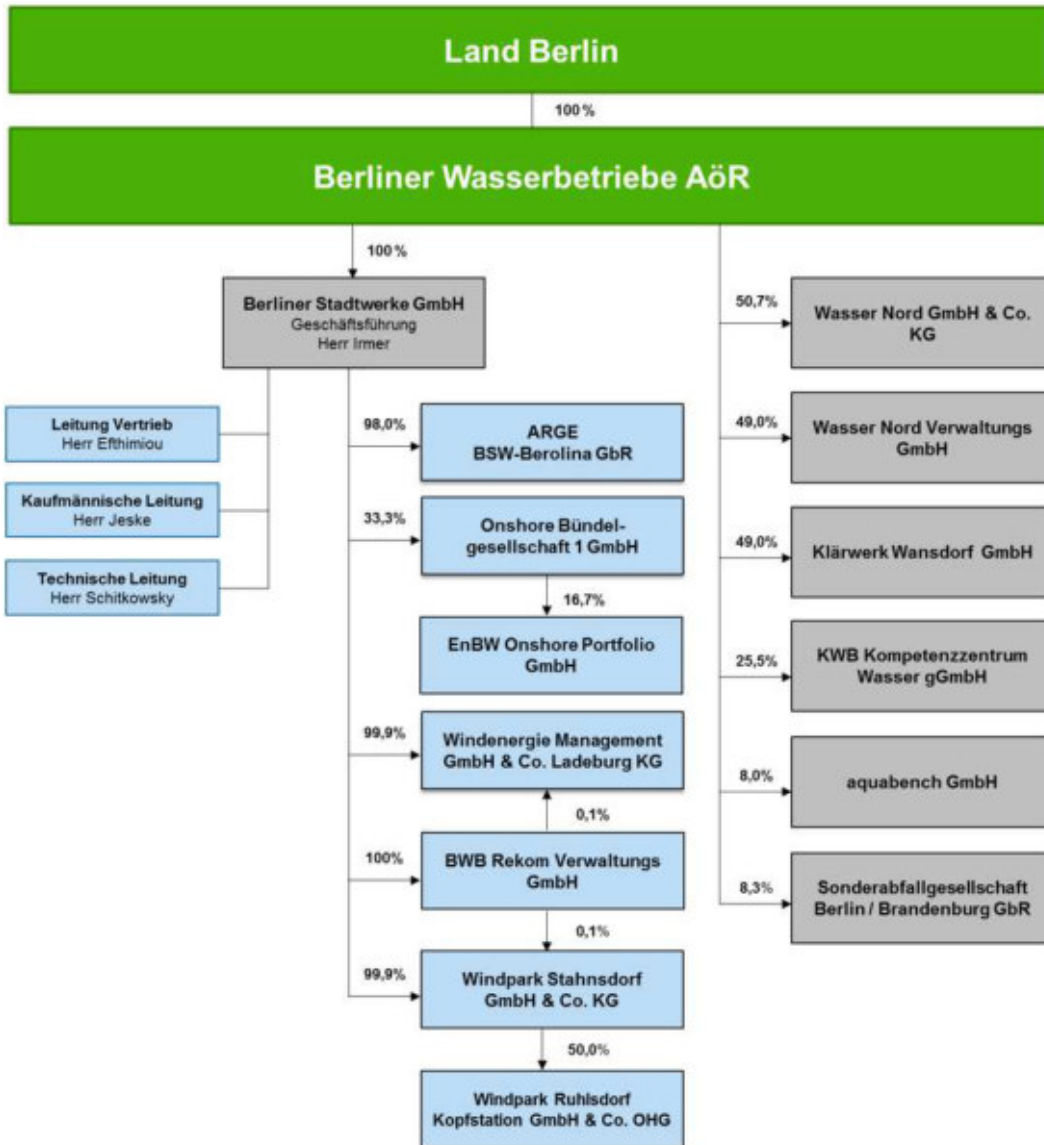 Land Berlin
100 %
Berliner Wasserbetriebe AöR
100 %
Berliner Stadtwerke GmbH
Geschäftsführung
Herr Irmer
Leitung Vertrieb
Herr Efthimiou
Kaufmännische Leitung
Herr Jeske
Technische Leitung
Herr Schitkowsky
98,0%
ARGE
BSW-Berolina GbR
33,3%
Onshore Bündel-
gesellschaft 1 GmbH
16,7%
EnBW Onshore Portfolio
GmbH
99,9%
Windenergie Management
GmbH & Co. Ladeburg KG
0,1%
100%
BWB Rekom Verwaltungs
GmbH
0,1%
99,9%
Windpark Stahnsdorf
GmbH & Co. KG
50,0%
Windpark Ruhlsdorf
Kopfstation GmbH & Co. OHG
50,7%
Wasser Nord GmbH & Co.
KG
49,0%
Wasser Nord Verwaltungs
GmbH
49,0%
Klärwerk Wansdorf GmbH
25,5%
KWB Kompetenzzentrum
Wasser gGmbH
8,0%
aquabench GmbH
8,3%
Sonderabfallgesellschaft
Berlin / Brandenburg GbR